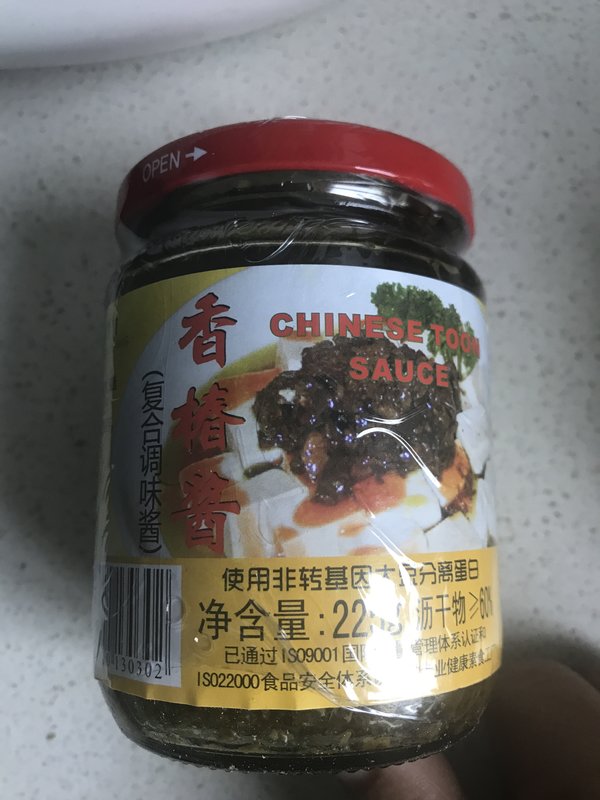 OPEN →
香椿酱
(复合调味酱)
CHINESE TOON
SAUCE
使用非转基因大豆分离蛋白
净含量:225G 沥干物≥60%
已通过ISO9001国 管理体系认证和
ISO22000食品安全体系 业健康素食
130302